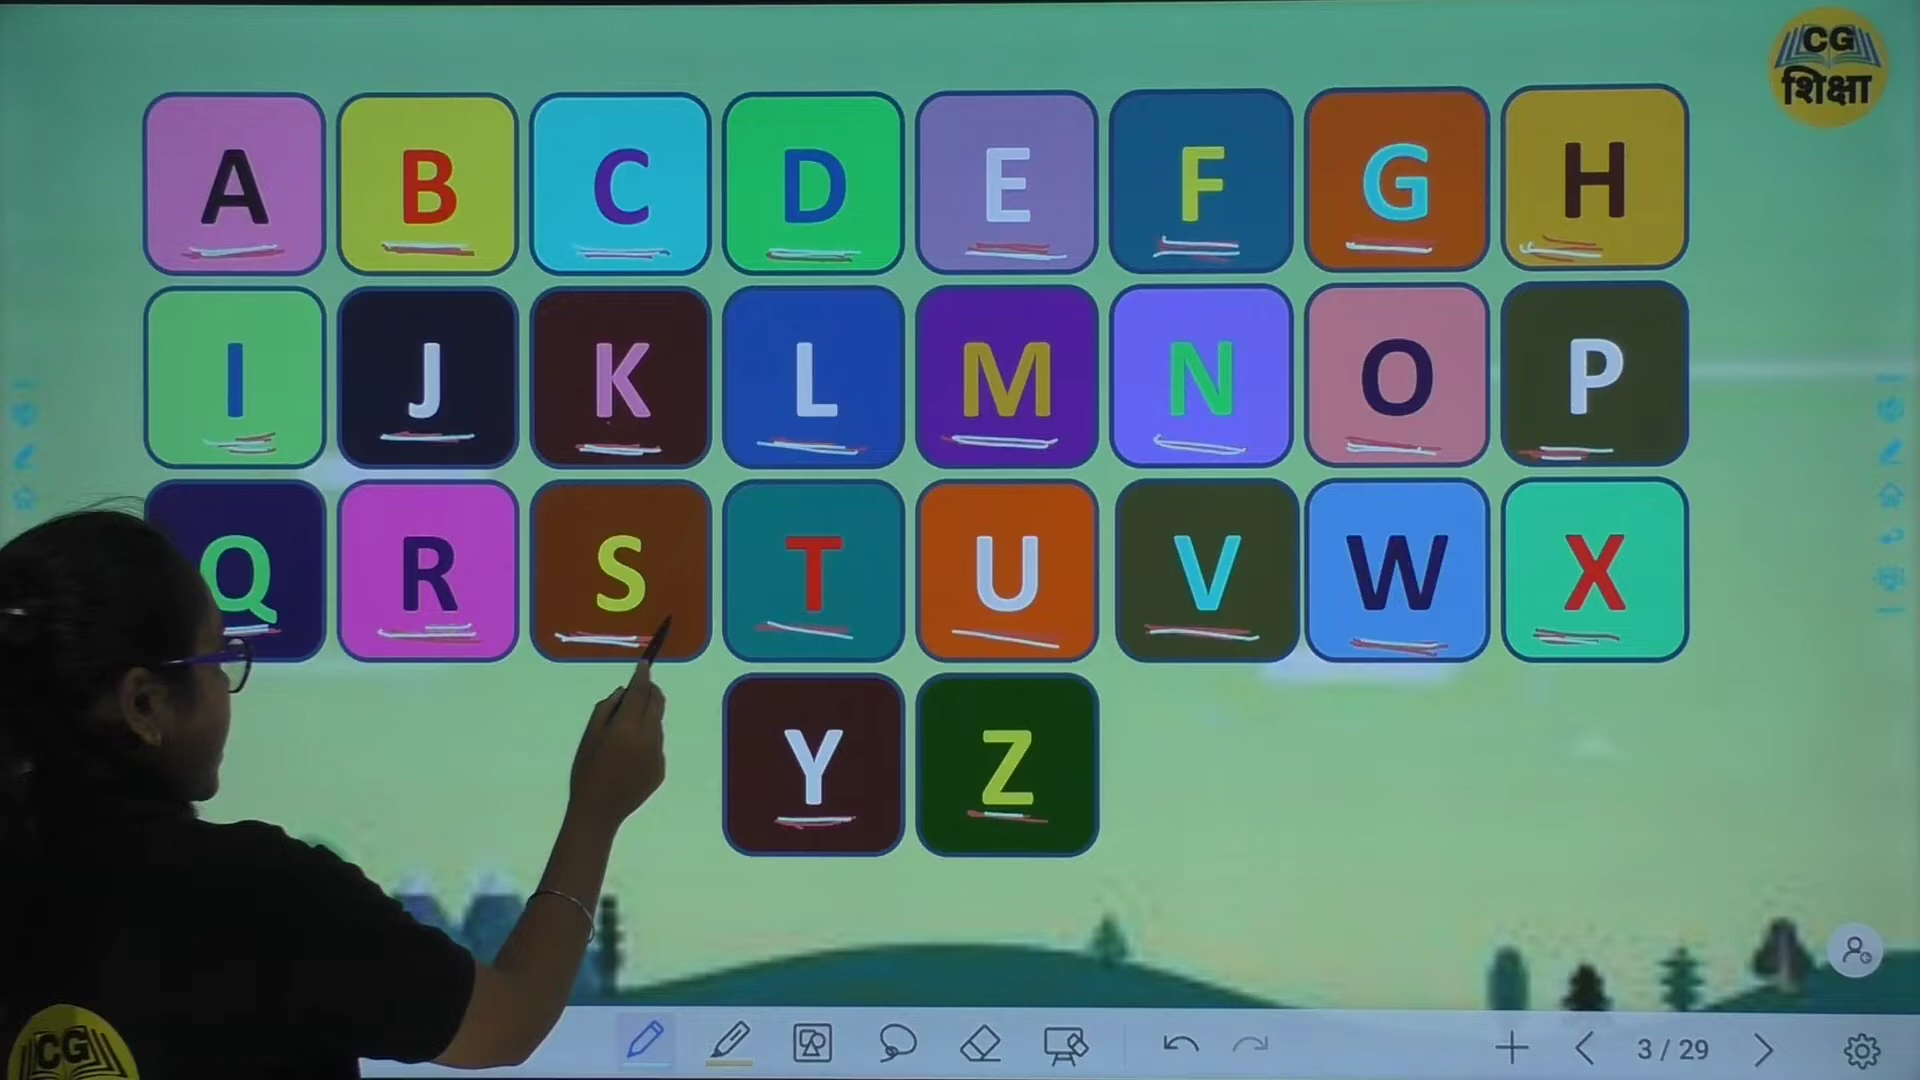 CG
शिक्षा
A B C D E F G H
I J K L M N O P
Q R S T U V W X
Y Z
CG
3 / 29